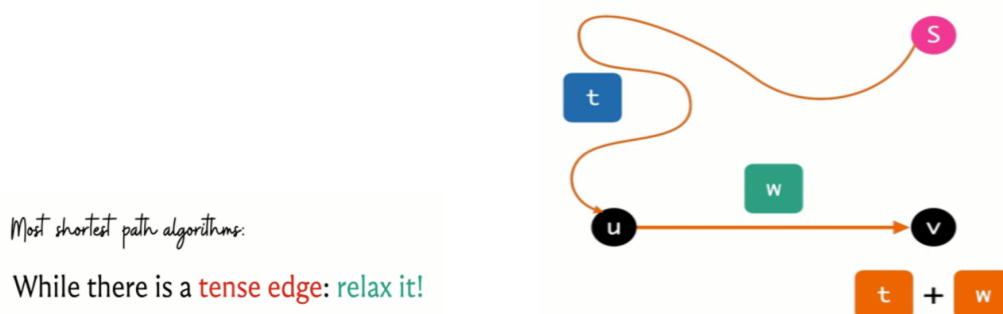 S
t
w
u
v
t + w
Most shortest path algorithms:
While there is a tense edge: relax it!